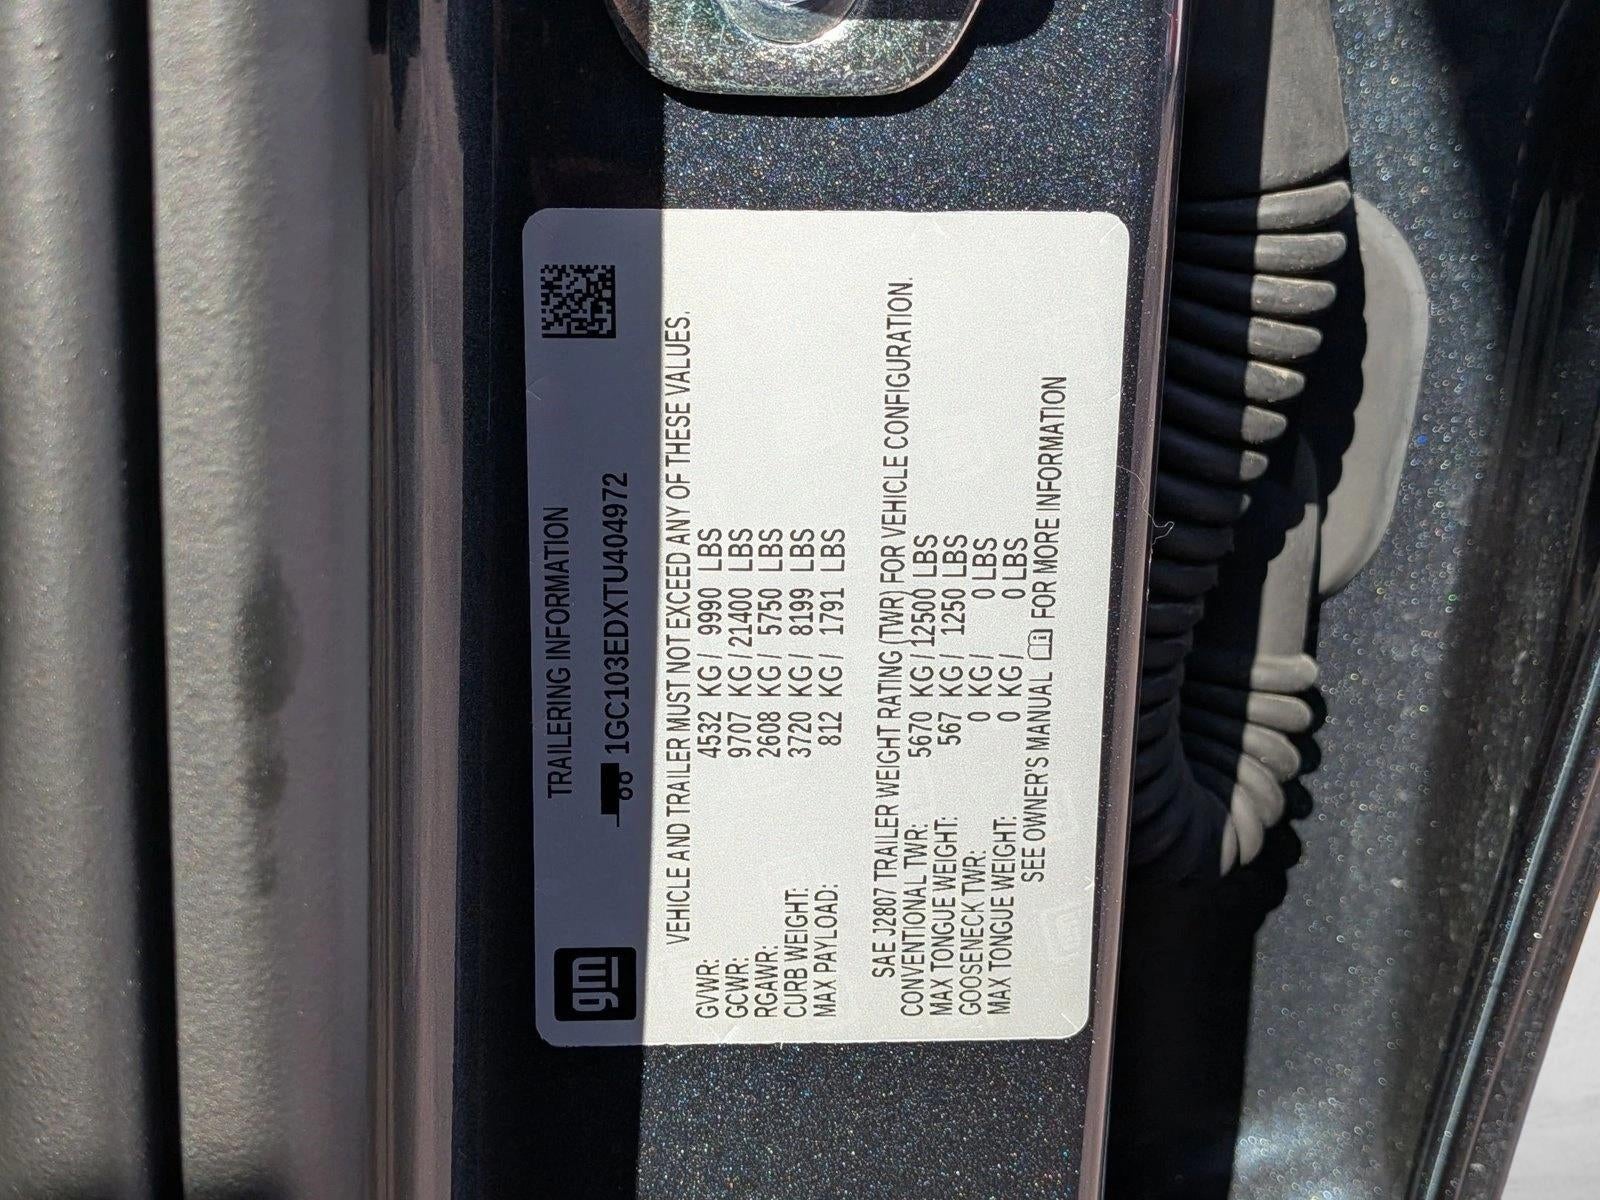 gm
TRAILERING INFORMATION
1GC103EDXTU404972
VEHICLE AND TRAILER MUST NOT EXCEED ANY OF THESE VALUES.
GVWR: 4532 KG / 9990 LBS
GCWR: 9707 KG / 21400 LBS
RGAWR: 2608 KG / 5750 LBS
CURB WEIGHT: 3720 KG / 8199 LBS
MAX PAYLOAD: 812 KG / 1791 LBS
SAE J2807 TRAILER WEIGHT RATING (TWR) FOR VEHICLE CONFIGURATION.
CONVENTIONAL TWR: 5670 KG / 12500 LBS
MAX TONGUE WEIGHT: 567 KG / 1250 LBS
GOOSENECK TWR: 0 KG / 0 LBS
MAX TONGUE WEIGHT: 0 KG / 0 LBS
SEE OWNER'S MANUAL FOR MORE INFORMATION